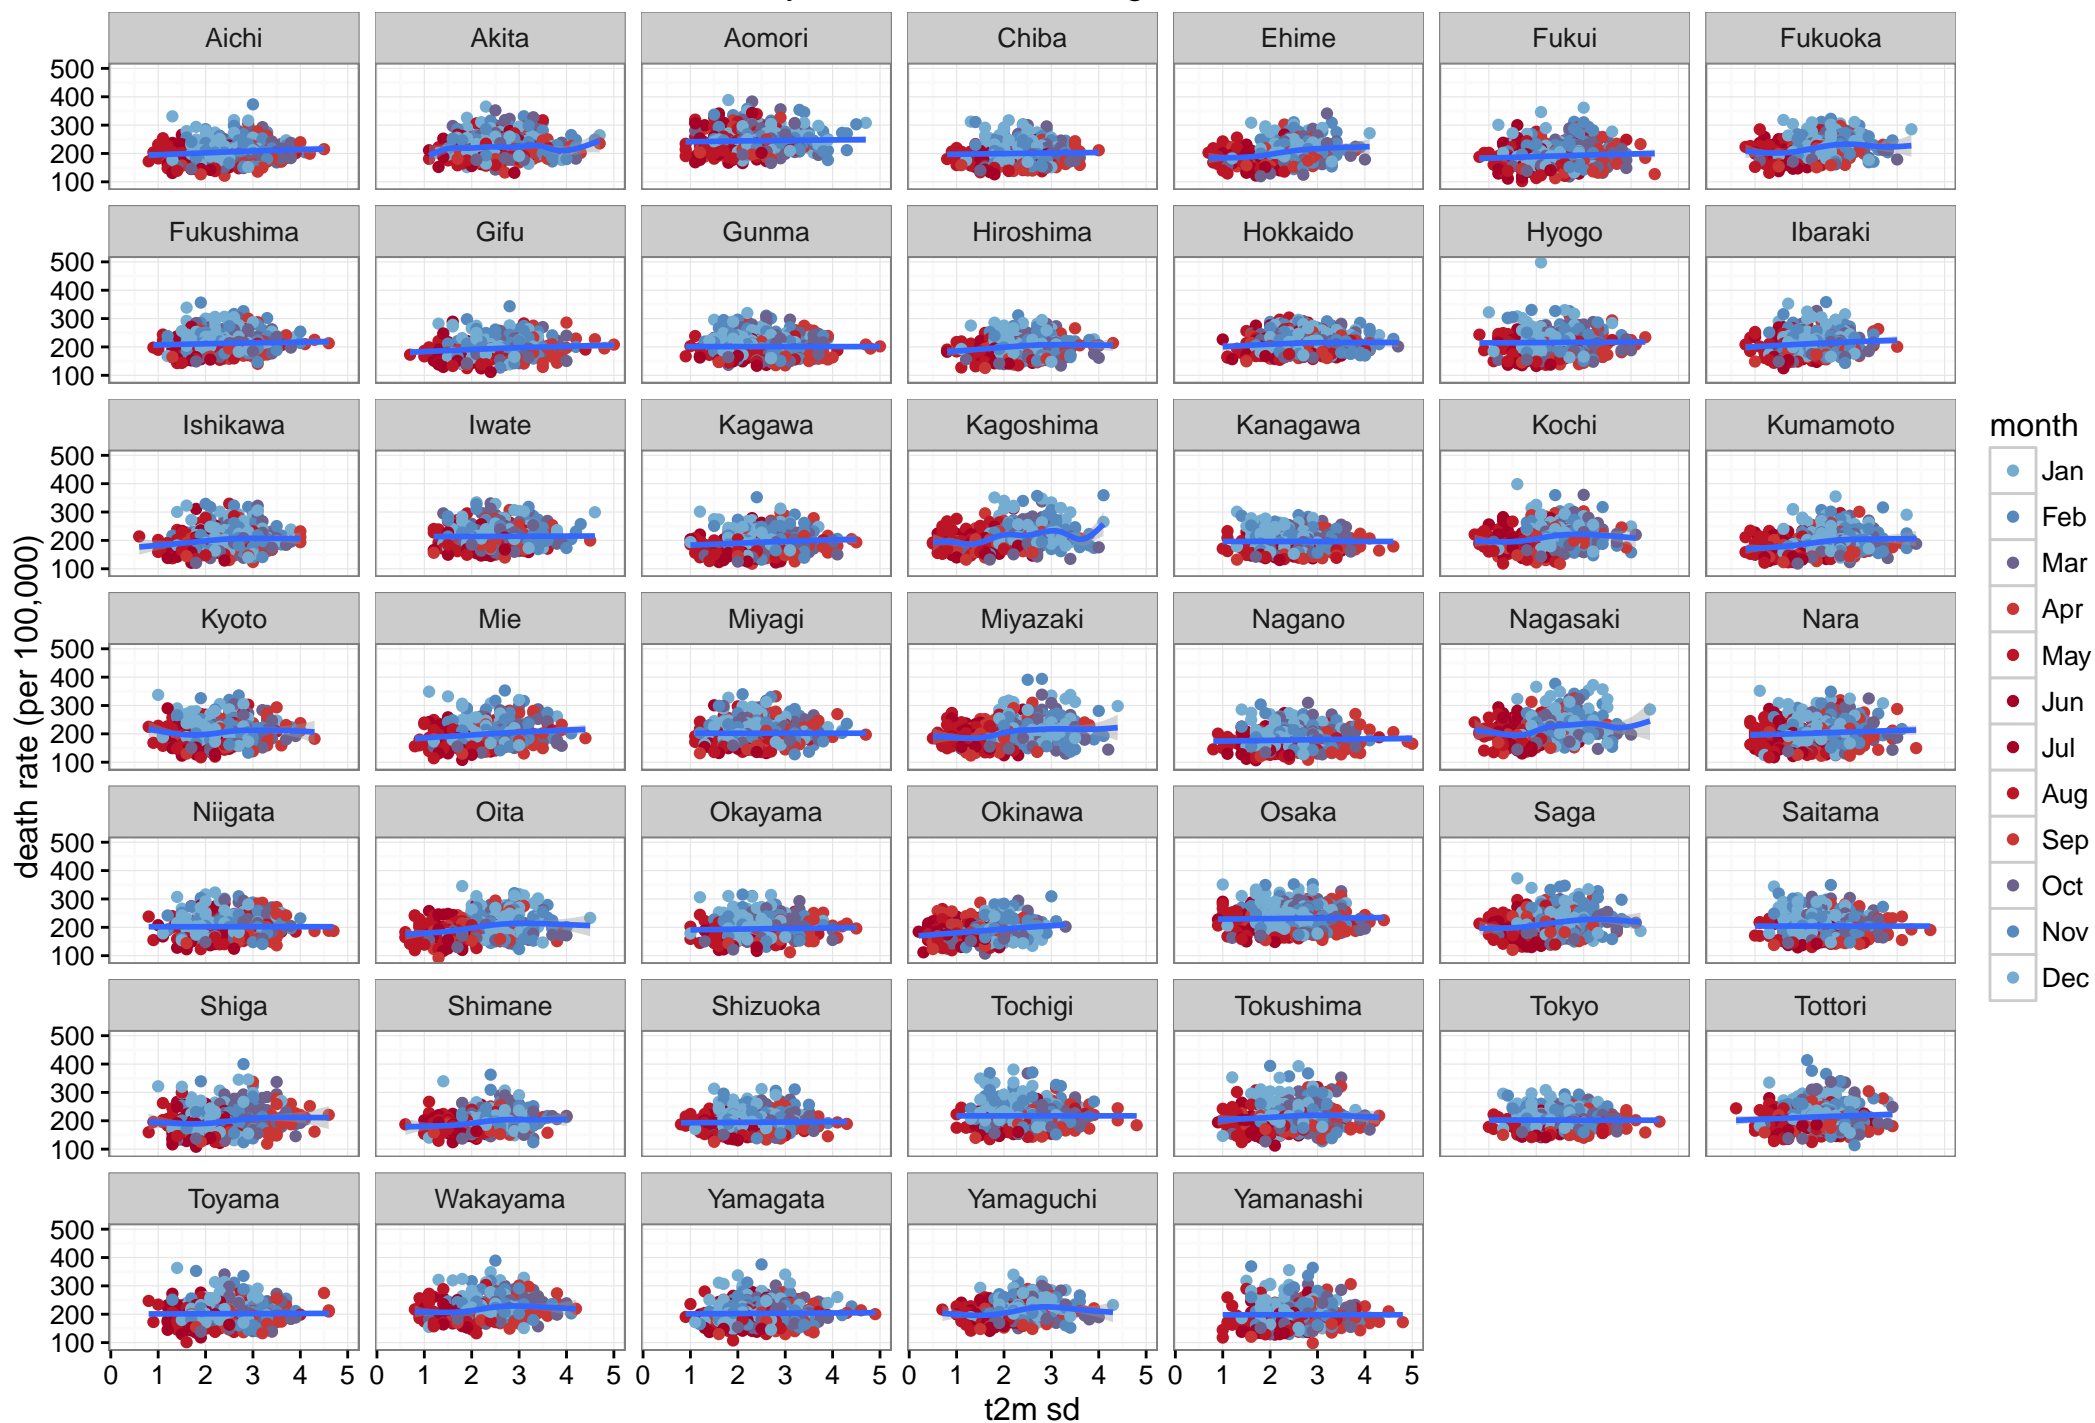 Aichi Akita Aomori Chiba Ehime Fukui Fukuoka
500
400
300
200
100
Fukushima Gifu Gunma Hiroshima Hokkaido Hyogo Ibaraki
500
400
300
200
100
Ishikawa Iwate Kagawa Kagoshima Kanagawa Kochi Kumamoto
500
400
300
200
100
Kyoto Mie Miyagi Miyazaki Nagano Nagasaki Nara
500
400
300
200
100
Niigata Oita Okayama Okinawa Osaka Saga Saitama
500
400
300
200
100
Shiga Shimane Shizuoka Tochigi Tokushima Tokyo Tottori
500
400
300
200
100
Toyama Wakayama Yamagata Yamaguchi Yamanashi
500
400
300
200
100
0 1 2 3 4 5 0 1 2 3 4 5 0 1 2 3 4 5 0 1 2 3 4 5 0 1 2 3 4 5
t2m sd
death rate (per 100,000)
month
Jan
Feb
Mar
Apr
May
Jun
Jul
Aug
Sep
Oct
Nov
Dec